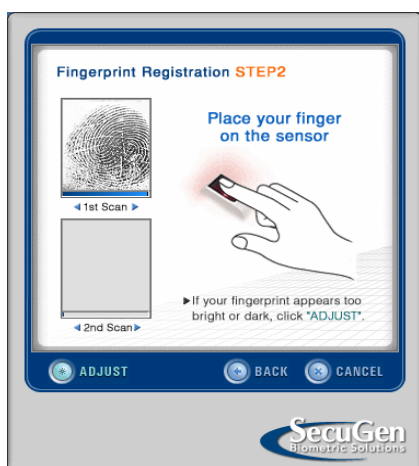 Fingerprint Registration STEP2
Place your finger
on the sensor
1st Scan
2nd Scan
If your fingerprint appears too
bright or dark, click "ADJUST".
ADJUST
BACK
CANCEL
SecuGen
Biometric Solutions